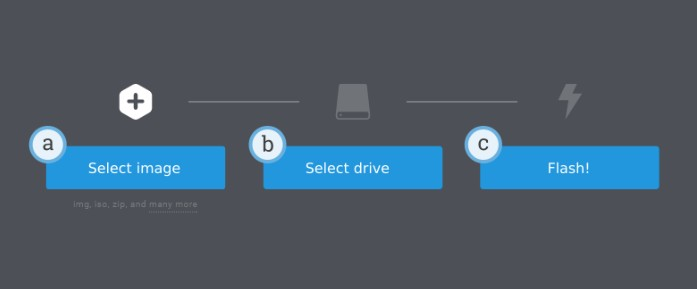 a
Select image
b
Select drive
c
Flash!
img, iso, zip, and many more